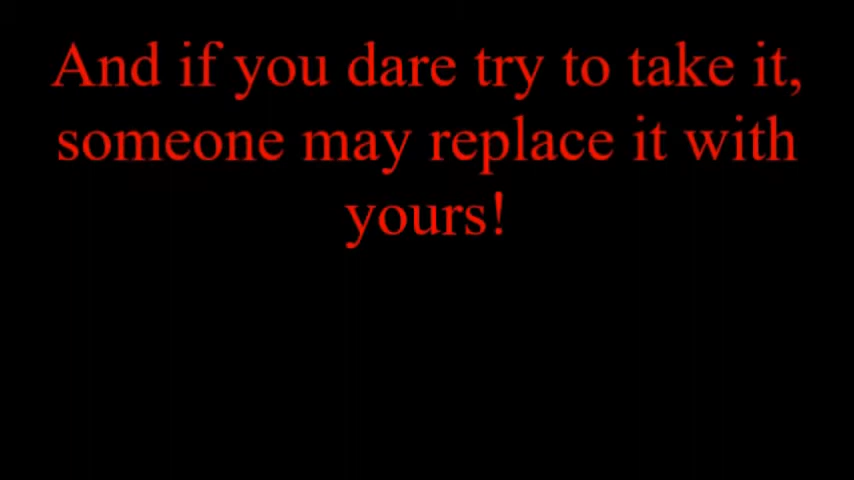 And if you dare try to take it,
someone may replace it with
yours!